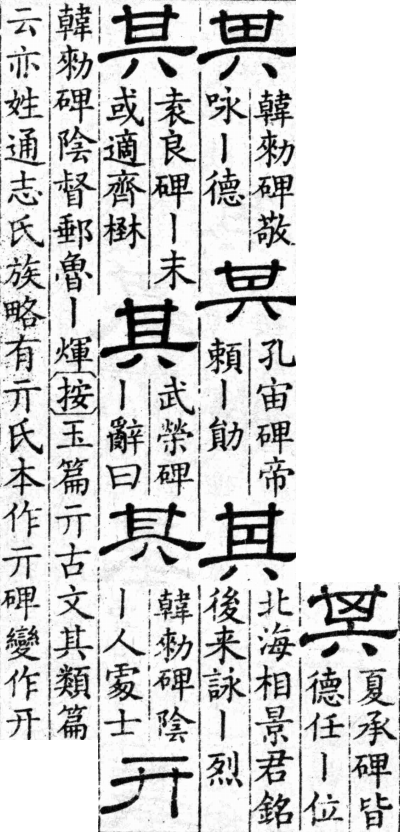 其
夏承碑皆
德任丨位
其
韓勑碑敬
咏丨德
其
孔宙碑帝
頼丨勛
其
北海相景君銘
後来詠丨烈
其
袁良碑丨末
或適齊
其
武榮碑
丨辭曰
其
韓勑碑陰
丨人處士
亓
韓勑碑陰督郵魯丨煇按玉篇亓古文其類篇
云亦姓通志氏族略有亓氏本作亓碑變作开